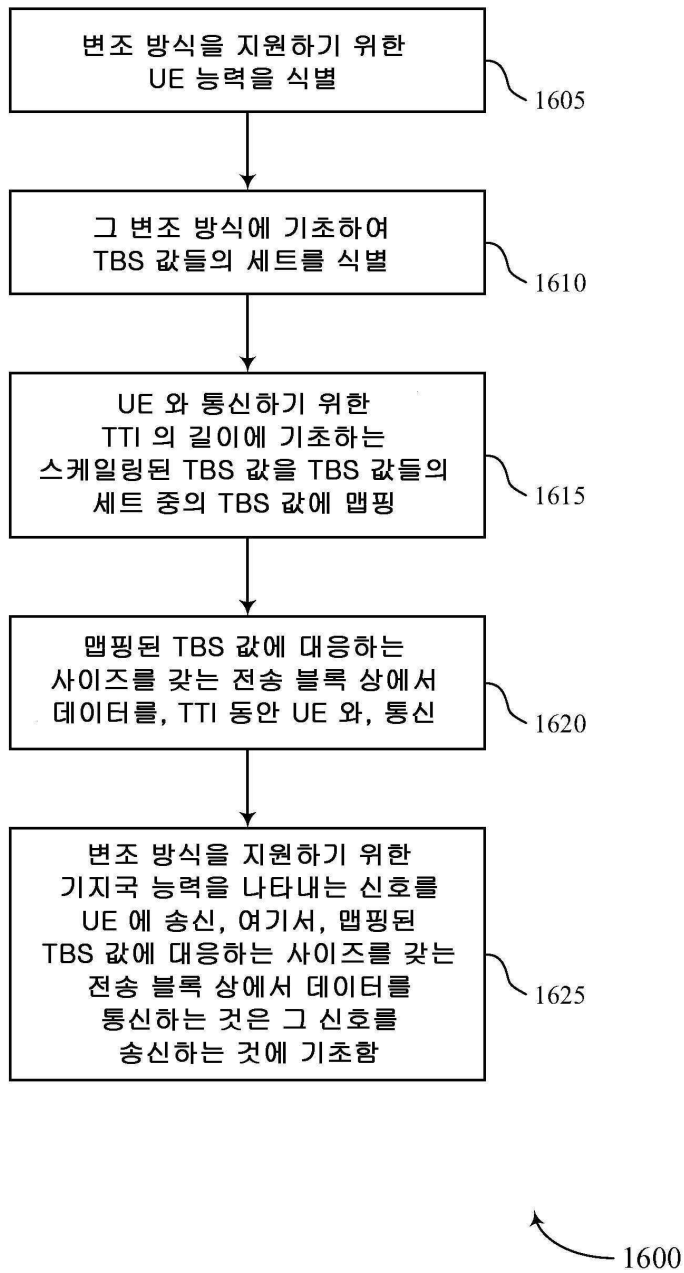 변조 방식을 지원하기 위한
UE 능력을 식별
1605
그 변조 방식에 기초하여
TBS 값들의 세트를 식별
1610
UE 와 통신하기 위한
TTI 의 길이에 기초하는
스케일링된 TBS 값을 TBS 값들의
세트 중의 TBS 값에 맵핑
1615
맵핑된 TBS 값에 대응하는
사이즈를 갖는 전송 블록 상에서
데이터를, TTI 동안 UE 와, 통신
1620
변조 방식을 지원하기 위한
기지국 능력을 나타내는 신호를
UE 에 송신, 여기서, 맵핑된
TBS 값에 대응하는 사이즈를 갖는
전송 블록 상에서 데이터를
통신하는 것은 그 신호를
송신하는 것에 기초함
1625
1600